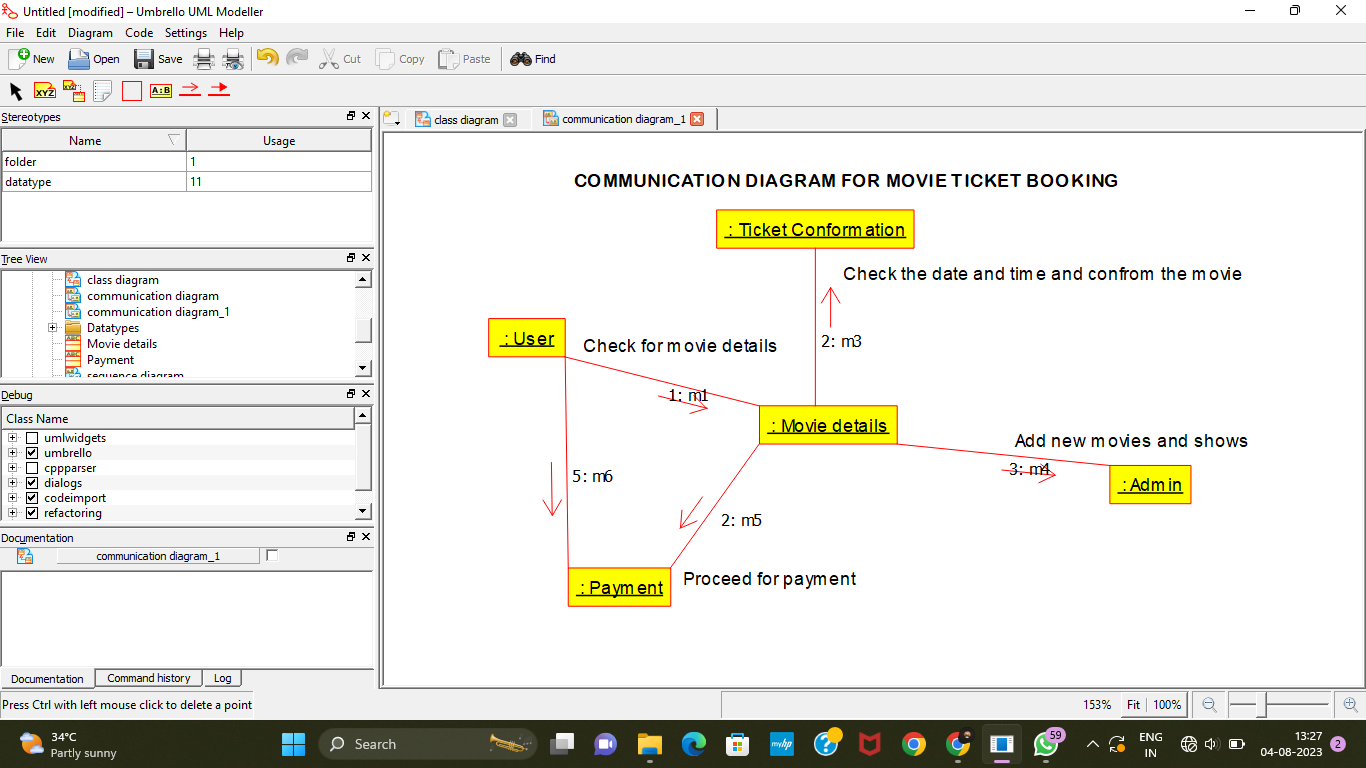 Untitled [modified] – Umbrello UML Modeller
File Edit Diagram Code Settings Help
New Open Save Cut Copy Paste Find
XYZ XYZ A:B
Stereotypes
Name Usage
folder 1
datatype 11
Tree View
class diagram
communication diagram
communication diagram_1
Datatypes
Movie details
Payment
sequence diagram
Debug
Class Name
umlwidgets
umbrello
cppparser
dialogs
codeimport
refactoring
Documentation
communication diagram_1
Documentation Command history Log
Press Ctrl with left mouse click to delete a point
class diagram communication diagram_1
COMMUNICATION DIAGRAM FOR MOVIE TICKET BOOKING
: Ticket Conformation
Check the date and time and confrom the movie
: User
Check for movie details
2: m3
1: m1
: Movie details
Add new movies and shows
3: m4
: Admin
5: m6
2: m5
: Payment
Proceed for payment
153% Fit 100%
34°C
Partly sunny
Search
myhp
59
ENG
IN
13:27
04-08-2023
2